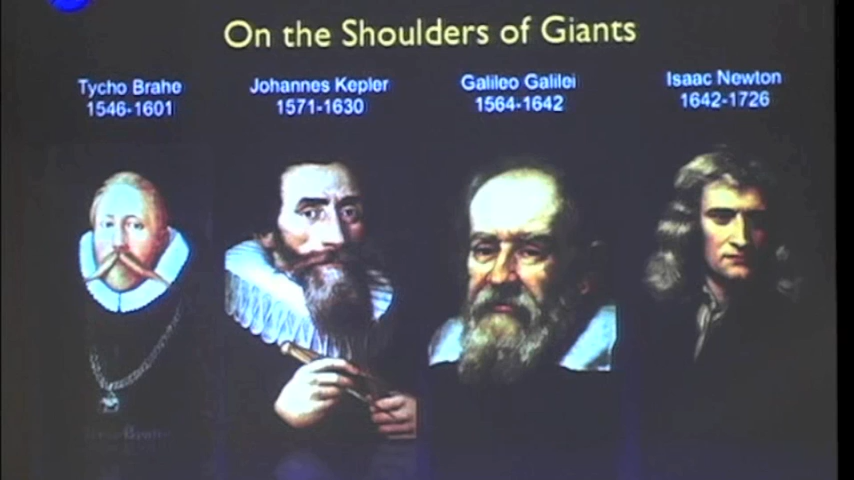 On the Shoulders of Giants
Tycho Brahe
1546-1601
Johannes Kepler
1571-1630
Galileo Galilei
1564-1642
Isaac Newton
1642-1726